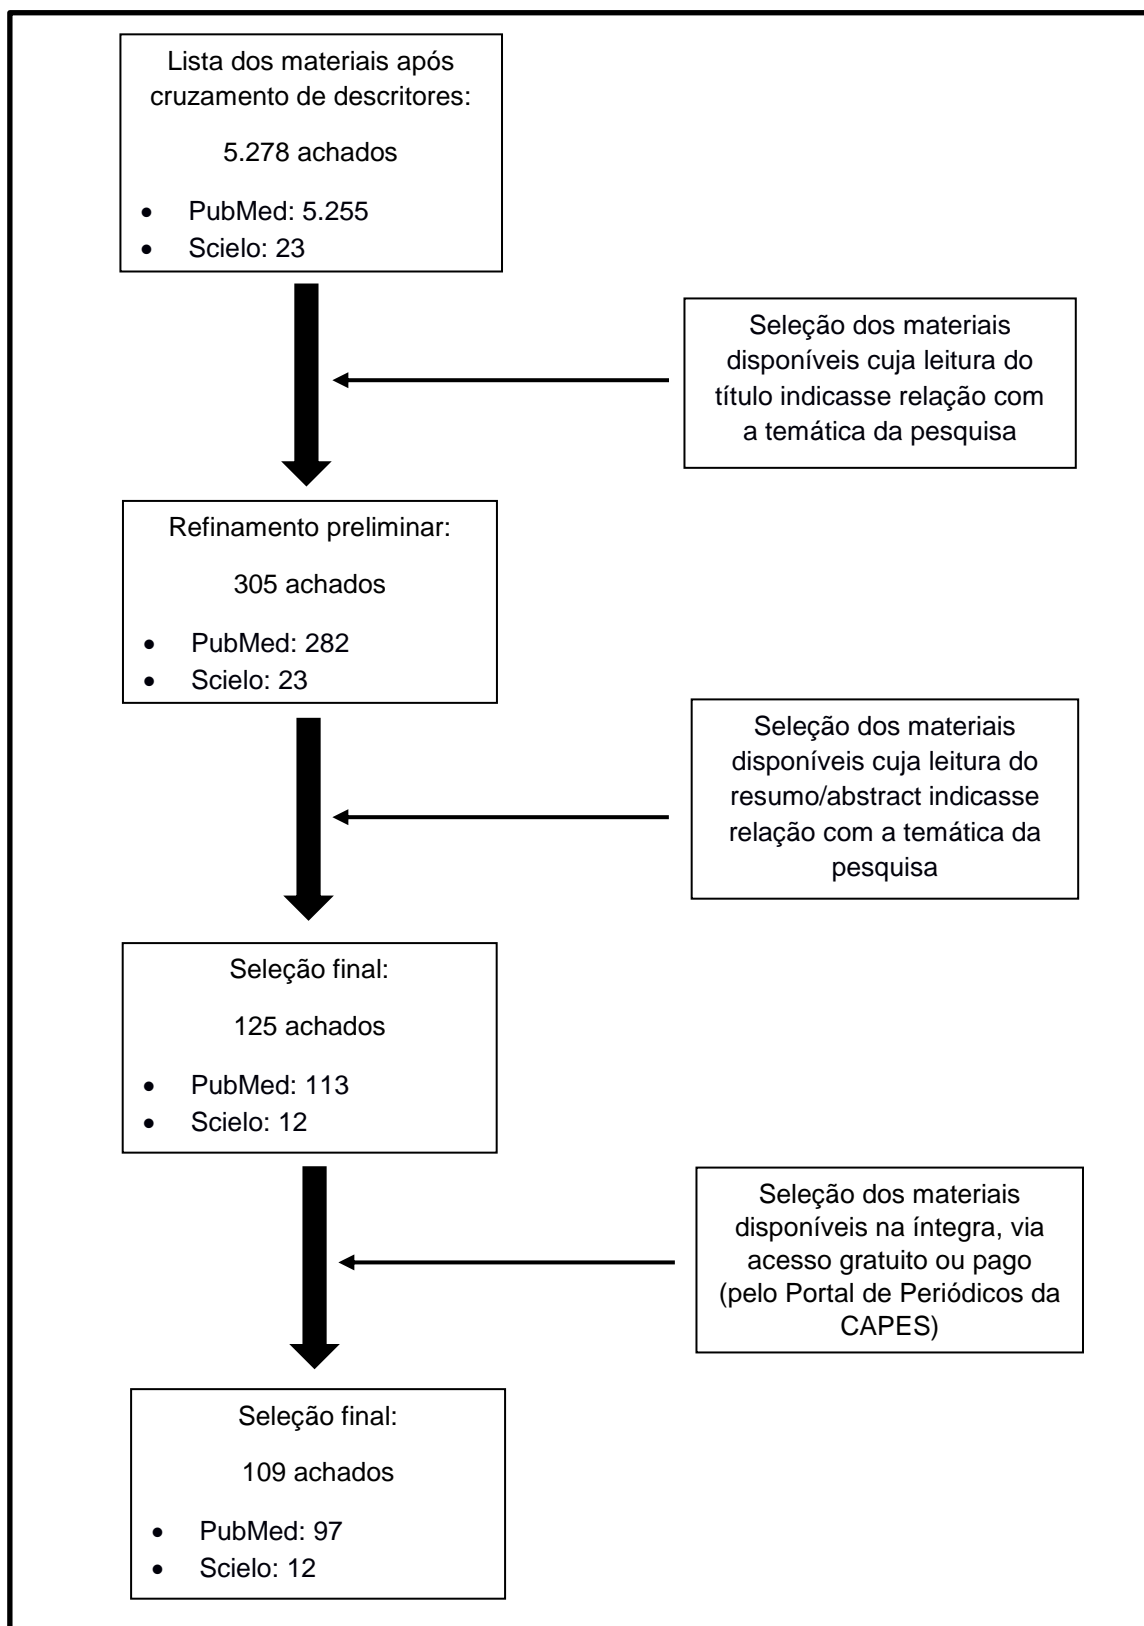 Lista dos materiais após
cruzamento de descritores:
5.278 achados
• PubMed: 5.255
• Scielo: 23
Seleção dos materiais
disponíveis cuja leitura do
título indicasse relação com
a temática da pesquisa
Refinamento preliminar:
305 achados
• PubMed: 282
• Scielo: 23
Seleção dos materiais
disponíveis cuja leitura do
resumo/abstract indicasse
relação com a temática da
pesquisa
Seleção final:
125 achados
• PubMed: 113
• Scielo: 12
Seleção dos materiais
disponíveis na íntegra, via
acesso gratuito ou pago
(pelo Portal de Periódicos da
CAPES)
Seleção final:
109 achados
• PubMed: 97
• Scielo: 12